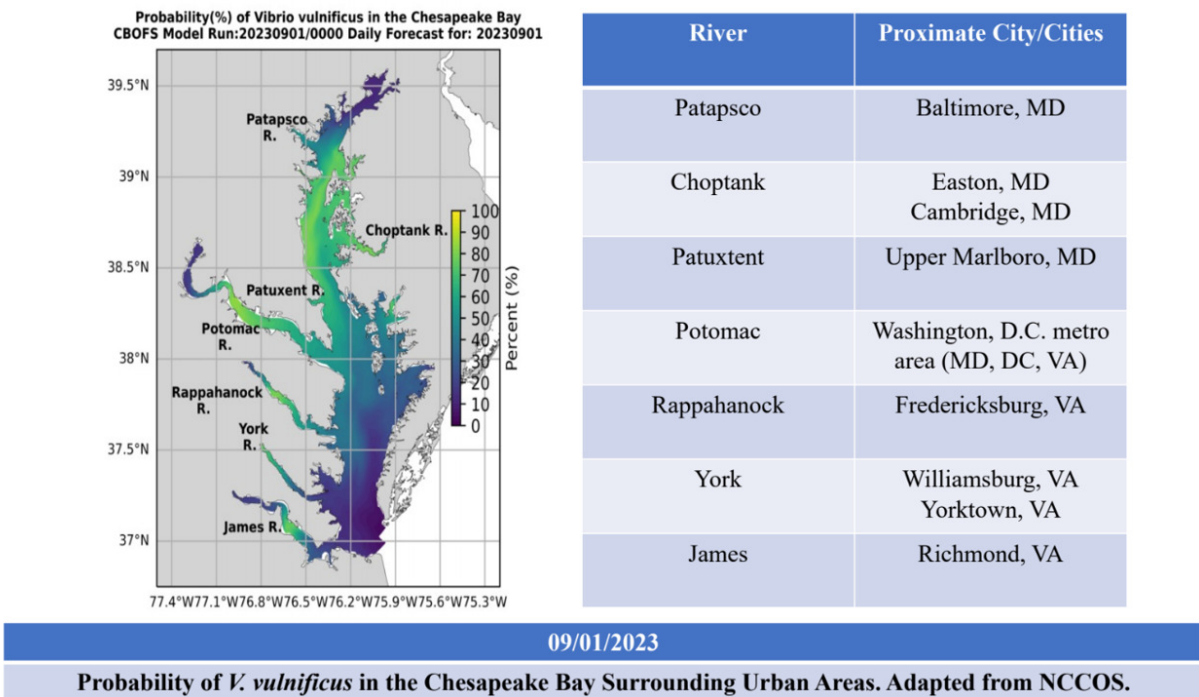 Probability(%) of Vibrio vulnificus in the Chesapeake Bay
CBOFS Model Run:20230901/0000 Daily Forecast for: 20230901
39.5°N
39°N
38.5°N
38°N
37.5°N
37°N
77.4°W77.1°W76.8°W76.5°W76.2°W75.9°W75.6°W75.3°W
Patapsco
R.
Choptank R.
Patuxent R.
Potomac
R.
Rappahanock
R.
York
R.
James R.
100
90
80
70
60
50
40
30
20
10
0
Percent (%)
River Proximate City/Cities
Patapsco Baltimore, MD
Choptank Easton, MD
Cambridge, MD
Patuxtent Upper Marlboro, MD
Potomac Washington, D.C. metro
area (MD, DC, VA)
Rappahanock Fredericksburg, VA
York Williamsburg, VA
Yorktown, VA
James Richmond, VA
09/01/2023
Probability of V. vulnificus in the Chesapeake Bay Surrounding Urban Areas. Adapted from NCCOS.